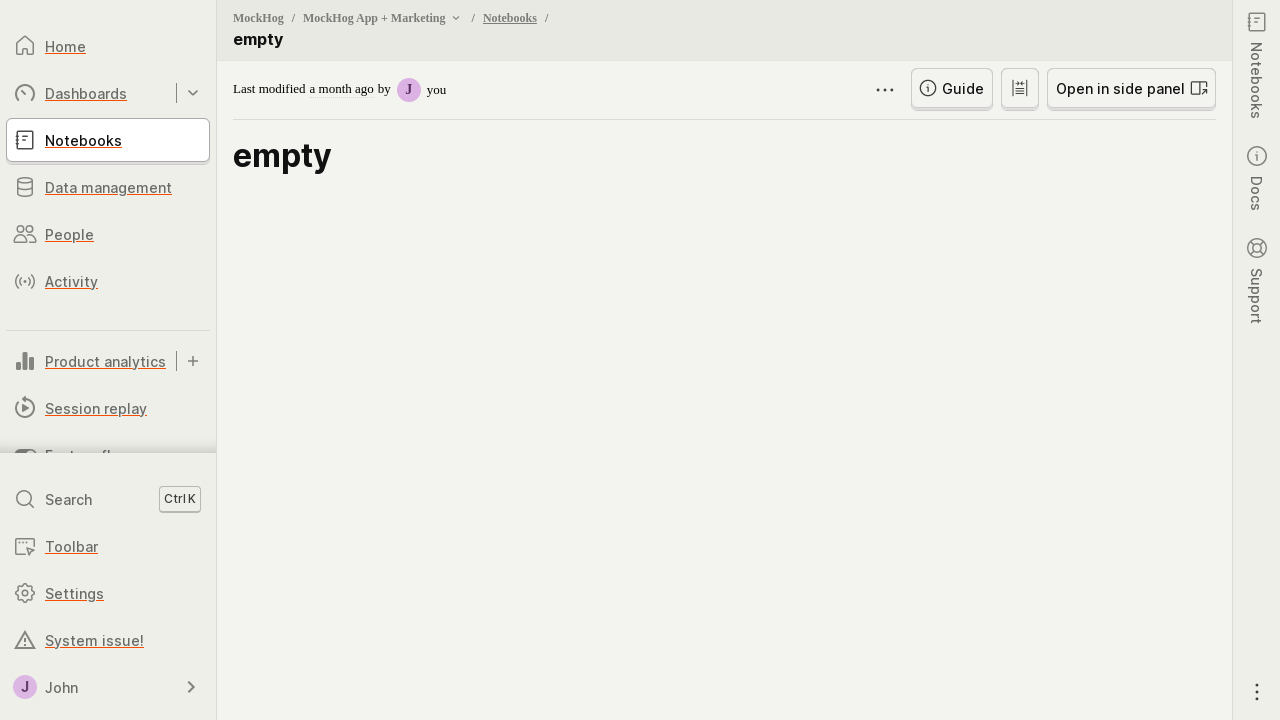 Home
Dashboards
Notebooks
Data management
People
Activity
Product analytics
Session replay
Search Ctrl K
Toolbar
Settings
System issue!
J John
MockHog / MockHog App + Marketing / Notebooks /
empty
Last modified a month ago by J you
Guide
Open in side panel
empty
Notebooks
Docs
Support